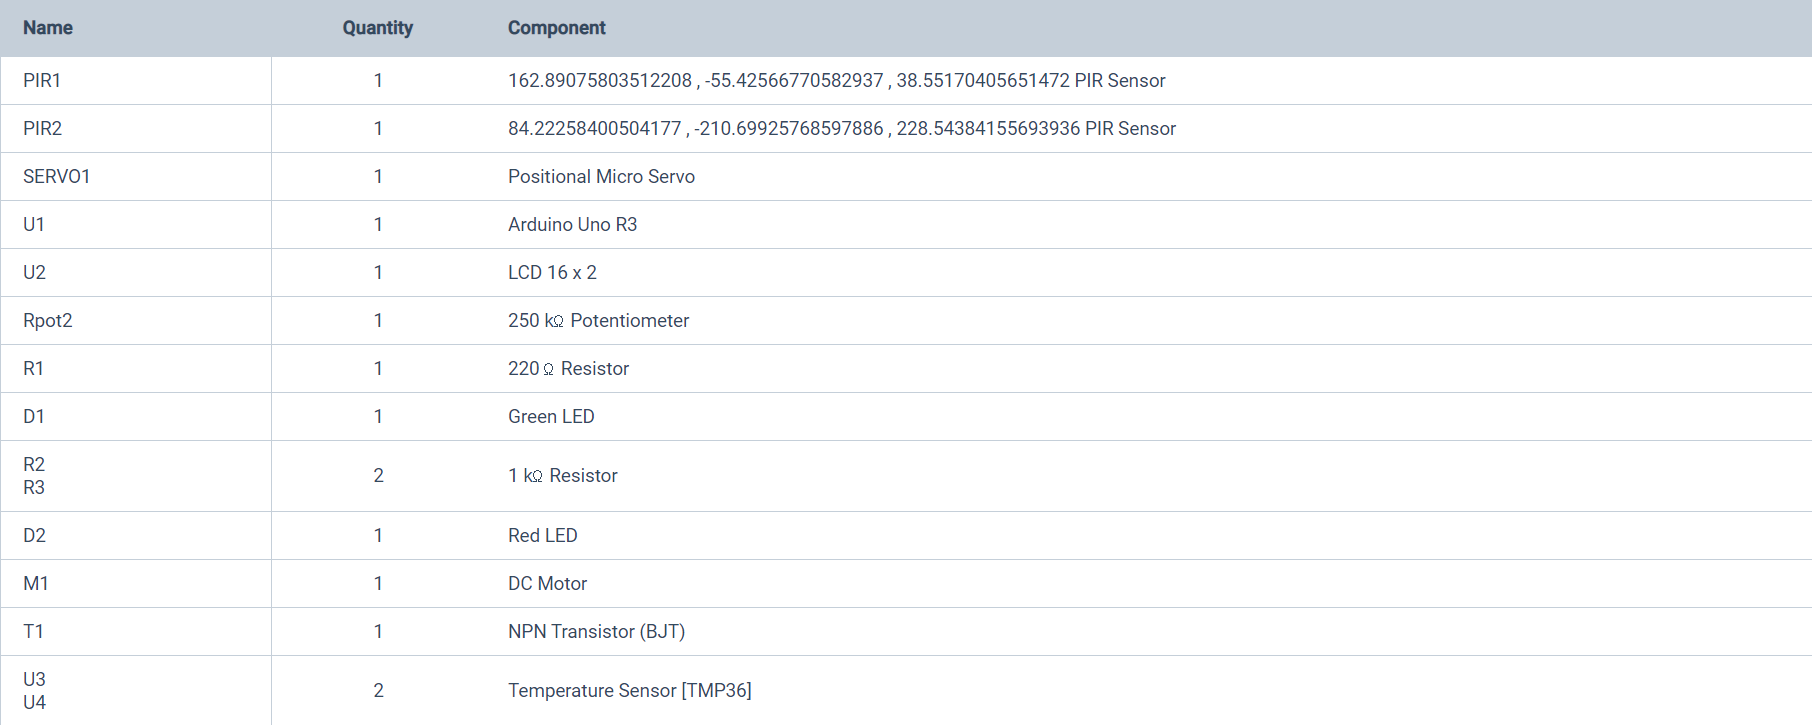 Name Quantity Component
PIR1 1 162.89075803512208 , -55.42566770582937 , 38.55170405651472 PIR Sensor
PIR2 1 84.22258400504177 , -210.69925768597886 , 228.54384155693936 PIR Sensor
SERVO1 1 Positional Micro Servo
U1 1 Arduino Uno R3
U2 1 LCD 16 x 2
Rpot2 1 250 kΩ Potentiometer
R1 1 220 Ω Resistor
D1 1 Green LED
R2
R3 2 1 kΩ Resistor
D2 1 Red LED
M1 1 DC Motor
T1 1 NPN Transistor (BJT)
U3
U4 2 Temperature Sensor [TMP36]